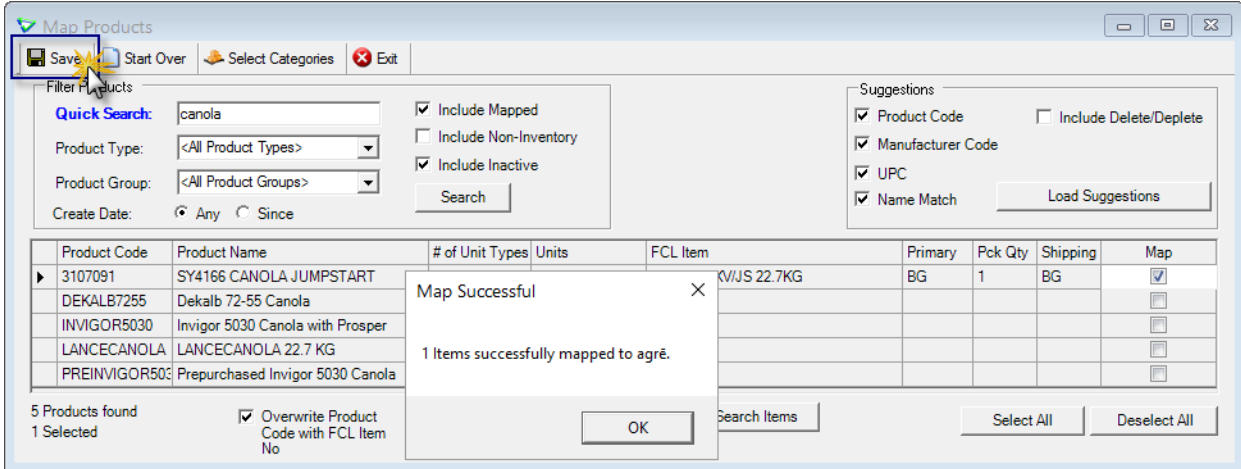 Map Products
Save Start Over Select Categories Exit
Filter Products
Quick Search: canola
Product Type: <All Product Types>
Product Group: <All Product Groups>
Create Date: Any Since
Include Mapped
Include Non-Inventory
Include Inactive
Search
Suggestions
Product Code Include Delete/Deplete
Manufacturer Code
UPC
Name Match Load Suggestions
Product Code Product Name # of Unit Types Units FCL Item Primary Pck Qty Shipping Map
3107091 SY4166 CANOLA JUMPSTART V/JS 22.7KG BG 1 BG
DEKALB7255 Dekalb 72-55 Canola
INVIGOR5030 Invigor 5030 Canola with Prosper
LANCECANOLA LANCECANOLA 22.7 KG
PREINVIGOR503 Prepurchased Invigor 5030 Canola
Map Successful
1 Items successfully mapped to agrē.
OK
5 Products found
1 Selected
Overwrite Product
Code with FCL Item
No
Search Items Select All Deselect All